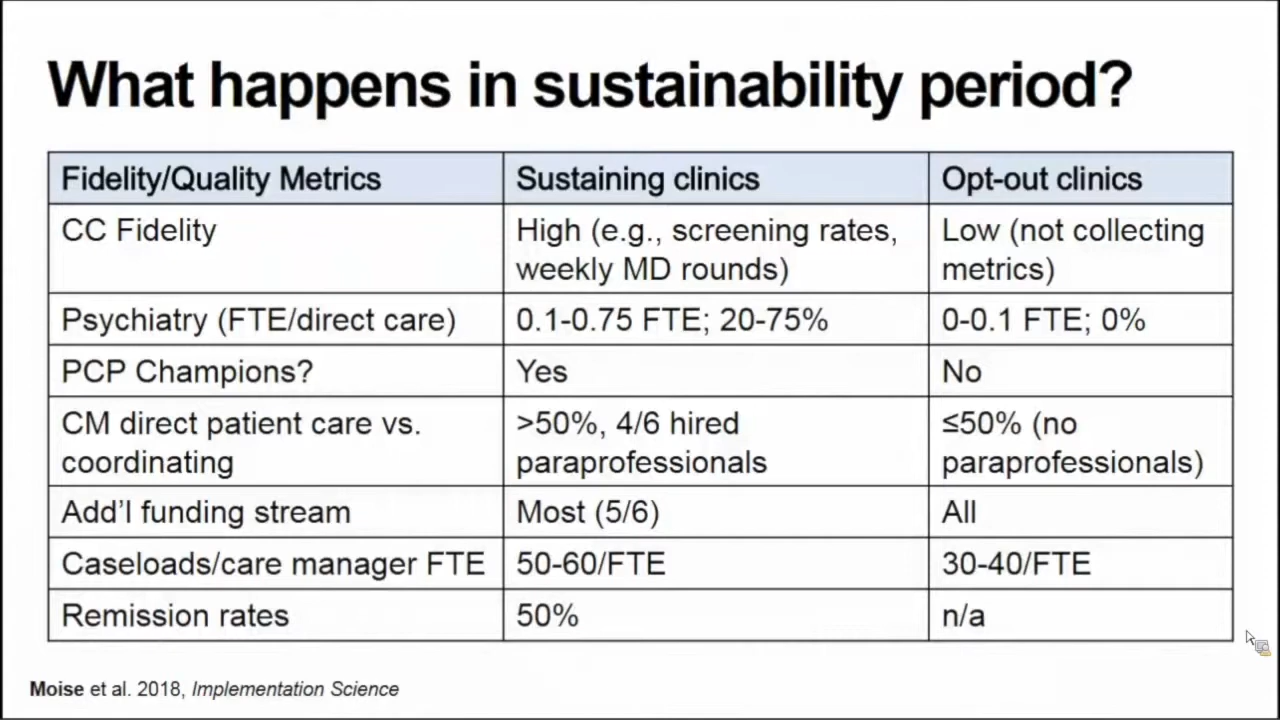 What happens in sustainability period?
Fidelity/Quality Metrics
Sustaining clinics
Opt-out clinics
CC Fidelity
High (e.g., screening rates,
weekly MD rounds)
Low (not collecting
metrics)
Psychiatry (FTE/direct care)
0.1-0.75 FTE; 20-75%
0-0.1 FTE; 0%
PCP Champions?
Yes
No
CM direct patient care vs.
coordinating
>50%, 4/6 hired
paraprofessionals
≤50% (no
paraprofessionals)
Add'l funding stream
Most (5/6)
All
Caseloads/care manager FTE
50-60/FTE
30-40/FTE
Remission rates
50%
n/a
Moise et al. 2018, Implementation Science